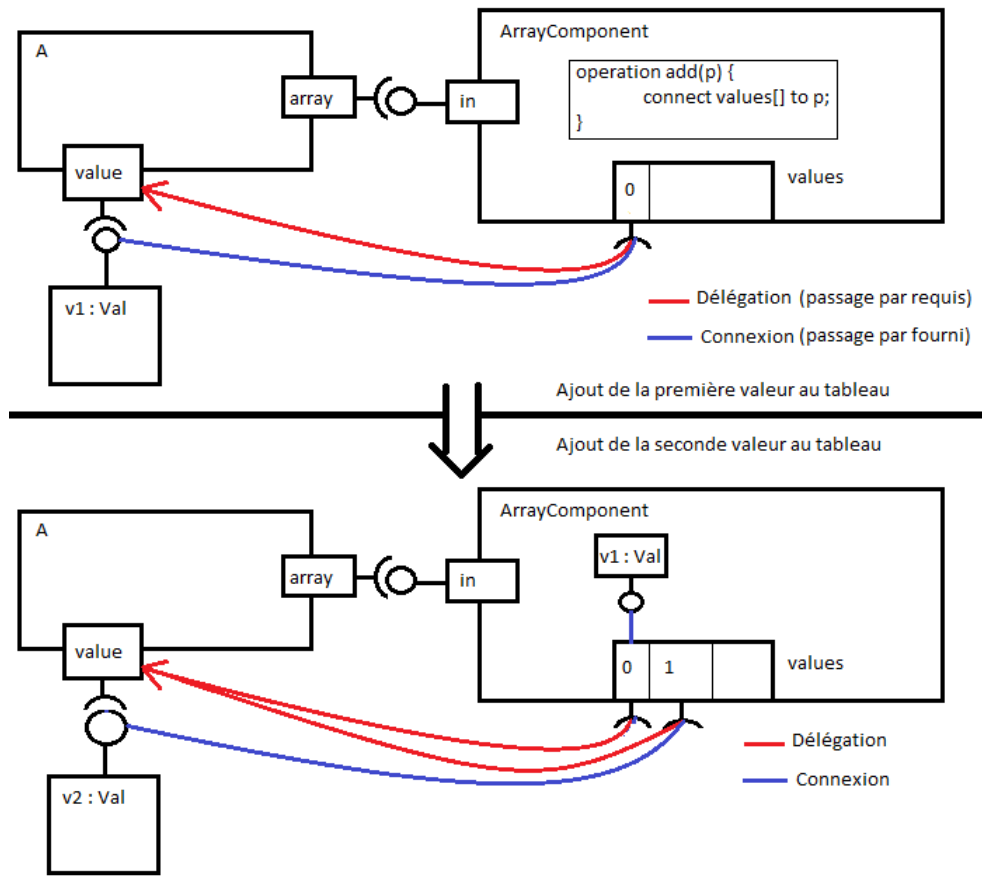 A
ArrayComponent
operation add(p) {
connect values[] to p;
}
array
in
value
0
values
v1 : Val
Délégation (passage par requis)
Connexion (passage par fourni)
Ajout de la première valeur au tableau
Ajout de la seconde valeur au tableau
A
ArrayComponent
v1 : Val
array
in
value
0
1
values
Délégation
Connexion
v2 : Val